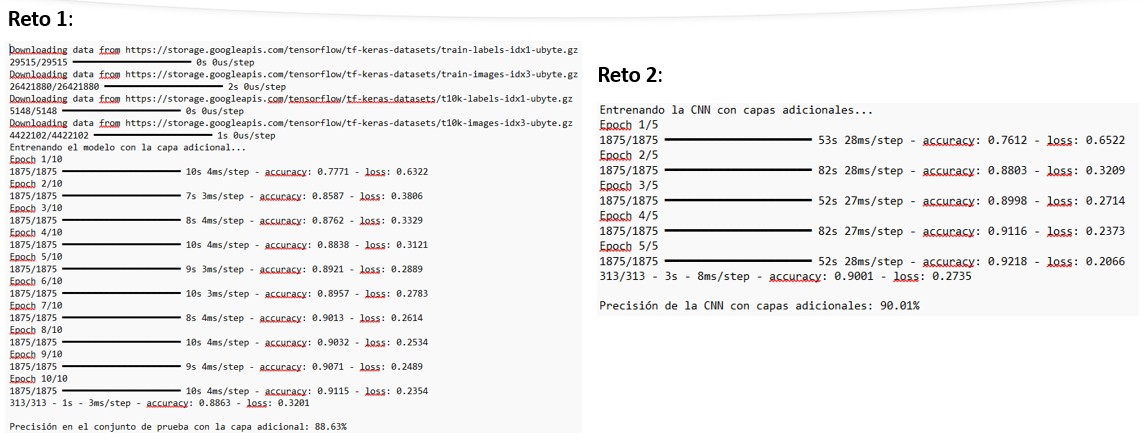 Reto 1:
Downloading data from https://storage.googleapis.com/tensorflow/tf-keras-datasets/train-labels-idx1-ubyte.gz
29515/29515 0s 0us/step
Downloading data from https://storage.googleapis.com/tensorflow/tf-keras-datasets/train-images-idx3-ubyte.gz
26421880/26421880 2s 0us/step
Downloading data from https://storage.googleapis.com/tensorflow/tf-keras-datasets/t10k-labels-idx1-ubyte.gz
5148/5148 0s 0us/step
Downloading data from https://storage.googleapis.com/tensorflow/tf-keras-datasets/t10k-images-idx3-ubyte.gz
4422102/4422102 1s 0us/step
Entrenando el modelo con la capa adicional...
Epoch 1/10
1875/1875 10s 4ms/step - accuracy: 0.7771 - loss: 0.6322
Epoch 2/10
1875/1875 7s 3ms/step - accuracy: 0.8587 - loss: 0.3806
Epoch 3/10
1875/1875 8s 4ms/step - accuracy: 0.8762 - loss: 0.3329
Epoch 4/10
1875/1875 10s 4ms/step - accuracy: 0.8838 - loss: 0.3121
Epoch 5/10
1875/1875 9s 3ms/step - accuracy: 0.8921 - loss: 0.2889
Epoch 6/10
1875/1875 10s 3ms/step - accuracy: 0.8957 - loss: 0.2783
Epoch 7/10
1875/1875 8s 4ms/step - accuracy: 0.9013 - loss: 0.2614
Epoch 8/10
1875/1875 10s 4ms/step - accuracy: 0.9032 - loss: 0.2534
Epoch 9/10
1875/1875 9s 4ms/step - accuracy: 0.9071 - loss: 0.2489
Epoch 10/10
1875/1875 10s 4ms/step - accuracy: 0.9115 - loss: 0.2354
313/313 - 1s - 3ms/step - accuracy: 0.8863 - loss: 0.3201
Precisión en el conjunto de prueba con la capa adicional: 88.63%
Reto 2:
Entrenando la CNN con capas adicionales...
Epoch 1/5
1875/1875 53s 28ms/step - accuracy: 0.7612 - loss: 0.6522
Epoch 2/5
1875/1875 82s 28ms/step - accuracy: 0.8803 - loss: 0.3209
Epoch 3/5
1875/1875 52s 27ms/step - accuracy: 0.8998 - loss: 0.2714
Epoch 4/5
1875/1875 82s 27ms/step - accuracy: 0.9116 - loss: 0.2373
Epoch 5/5
1875/1875 52s 28ms/step - accuracy: 0.9218 - loss: 0.2066
313/313 - 3s - 8ms/step - accuracy: 0.9001 - loss: 0.2735
Precisión de la CNN con capas adicionales: 90.01%